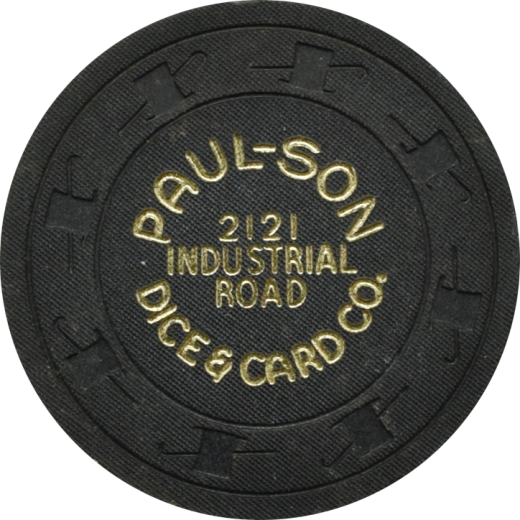 PAUL-SON
2121
INDUSTRIAL
ROAD
DICE & CARD CO.